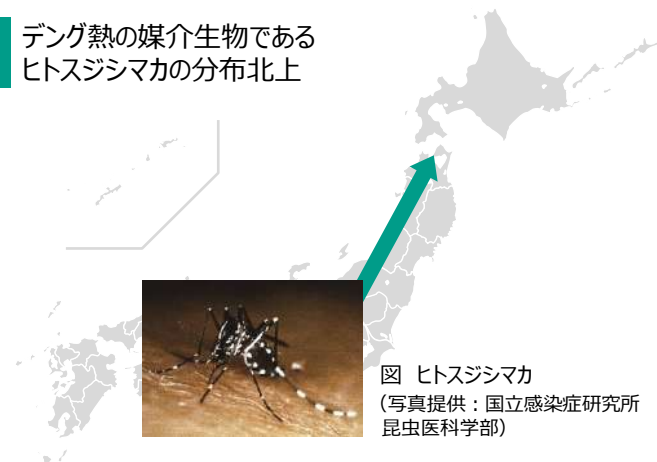 デング熱の媒介生物である
ヒトスジシマカの分布北上
図 ヒトスジシマカ
（写真提供：国立感染症研究所
昆虫医科学部）